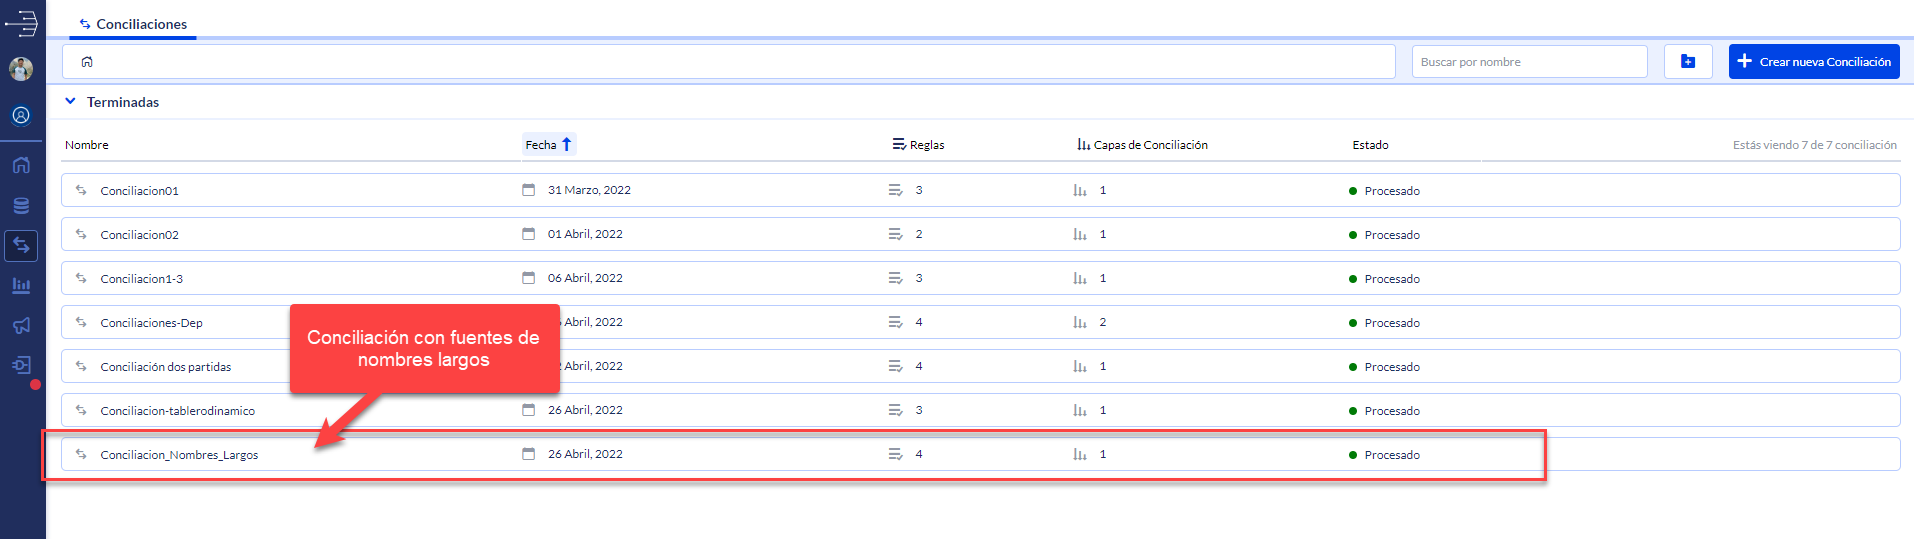 Conciliaciones
Buscar por nombre
Crear nueva Conciliación
Terminadas
Nombre Fecha Reglas Capas de Conciliación Estado Estás viendo 7 de 7 conciliación
Conciliacion01 31 Marzo, 2022 3 1 Procesado
Conciliacion02 01 Abril, 2022 2 1 Procesado
Conciliacion1-3 06 Abril, 2022 3 1 Procesado
Conciliaciones-Dep Abril, 2022 4 2 Procesado
Conciliación con fuentes de
nombres largos
Conciliación dos partidas Abril, 2022 4 1 Procesado
Conciliacion-tablerodinamico 26 Abril, 2022 3 1 Procesado
Conciliacion_Nombres_Largos 26 Abril, 2022 4 1 Procesado